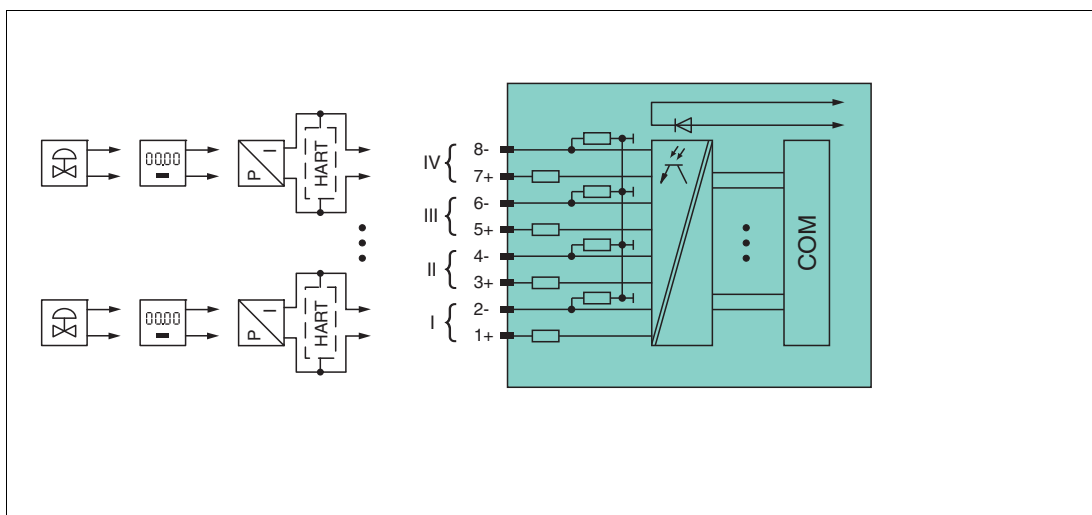 00.00
P I
HART
IV
8-
7+
III
6-
5+
II
4-
3+
I
2-
1+
COM
00.00
P I
HART